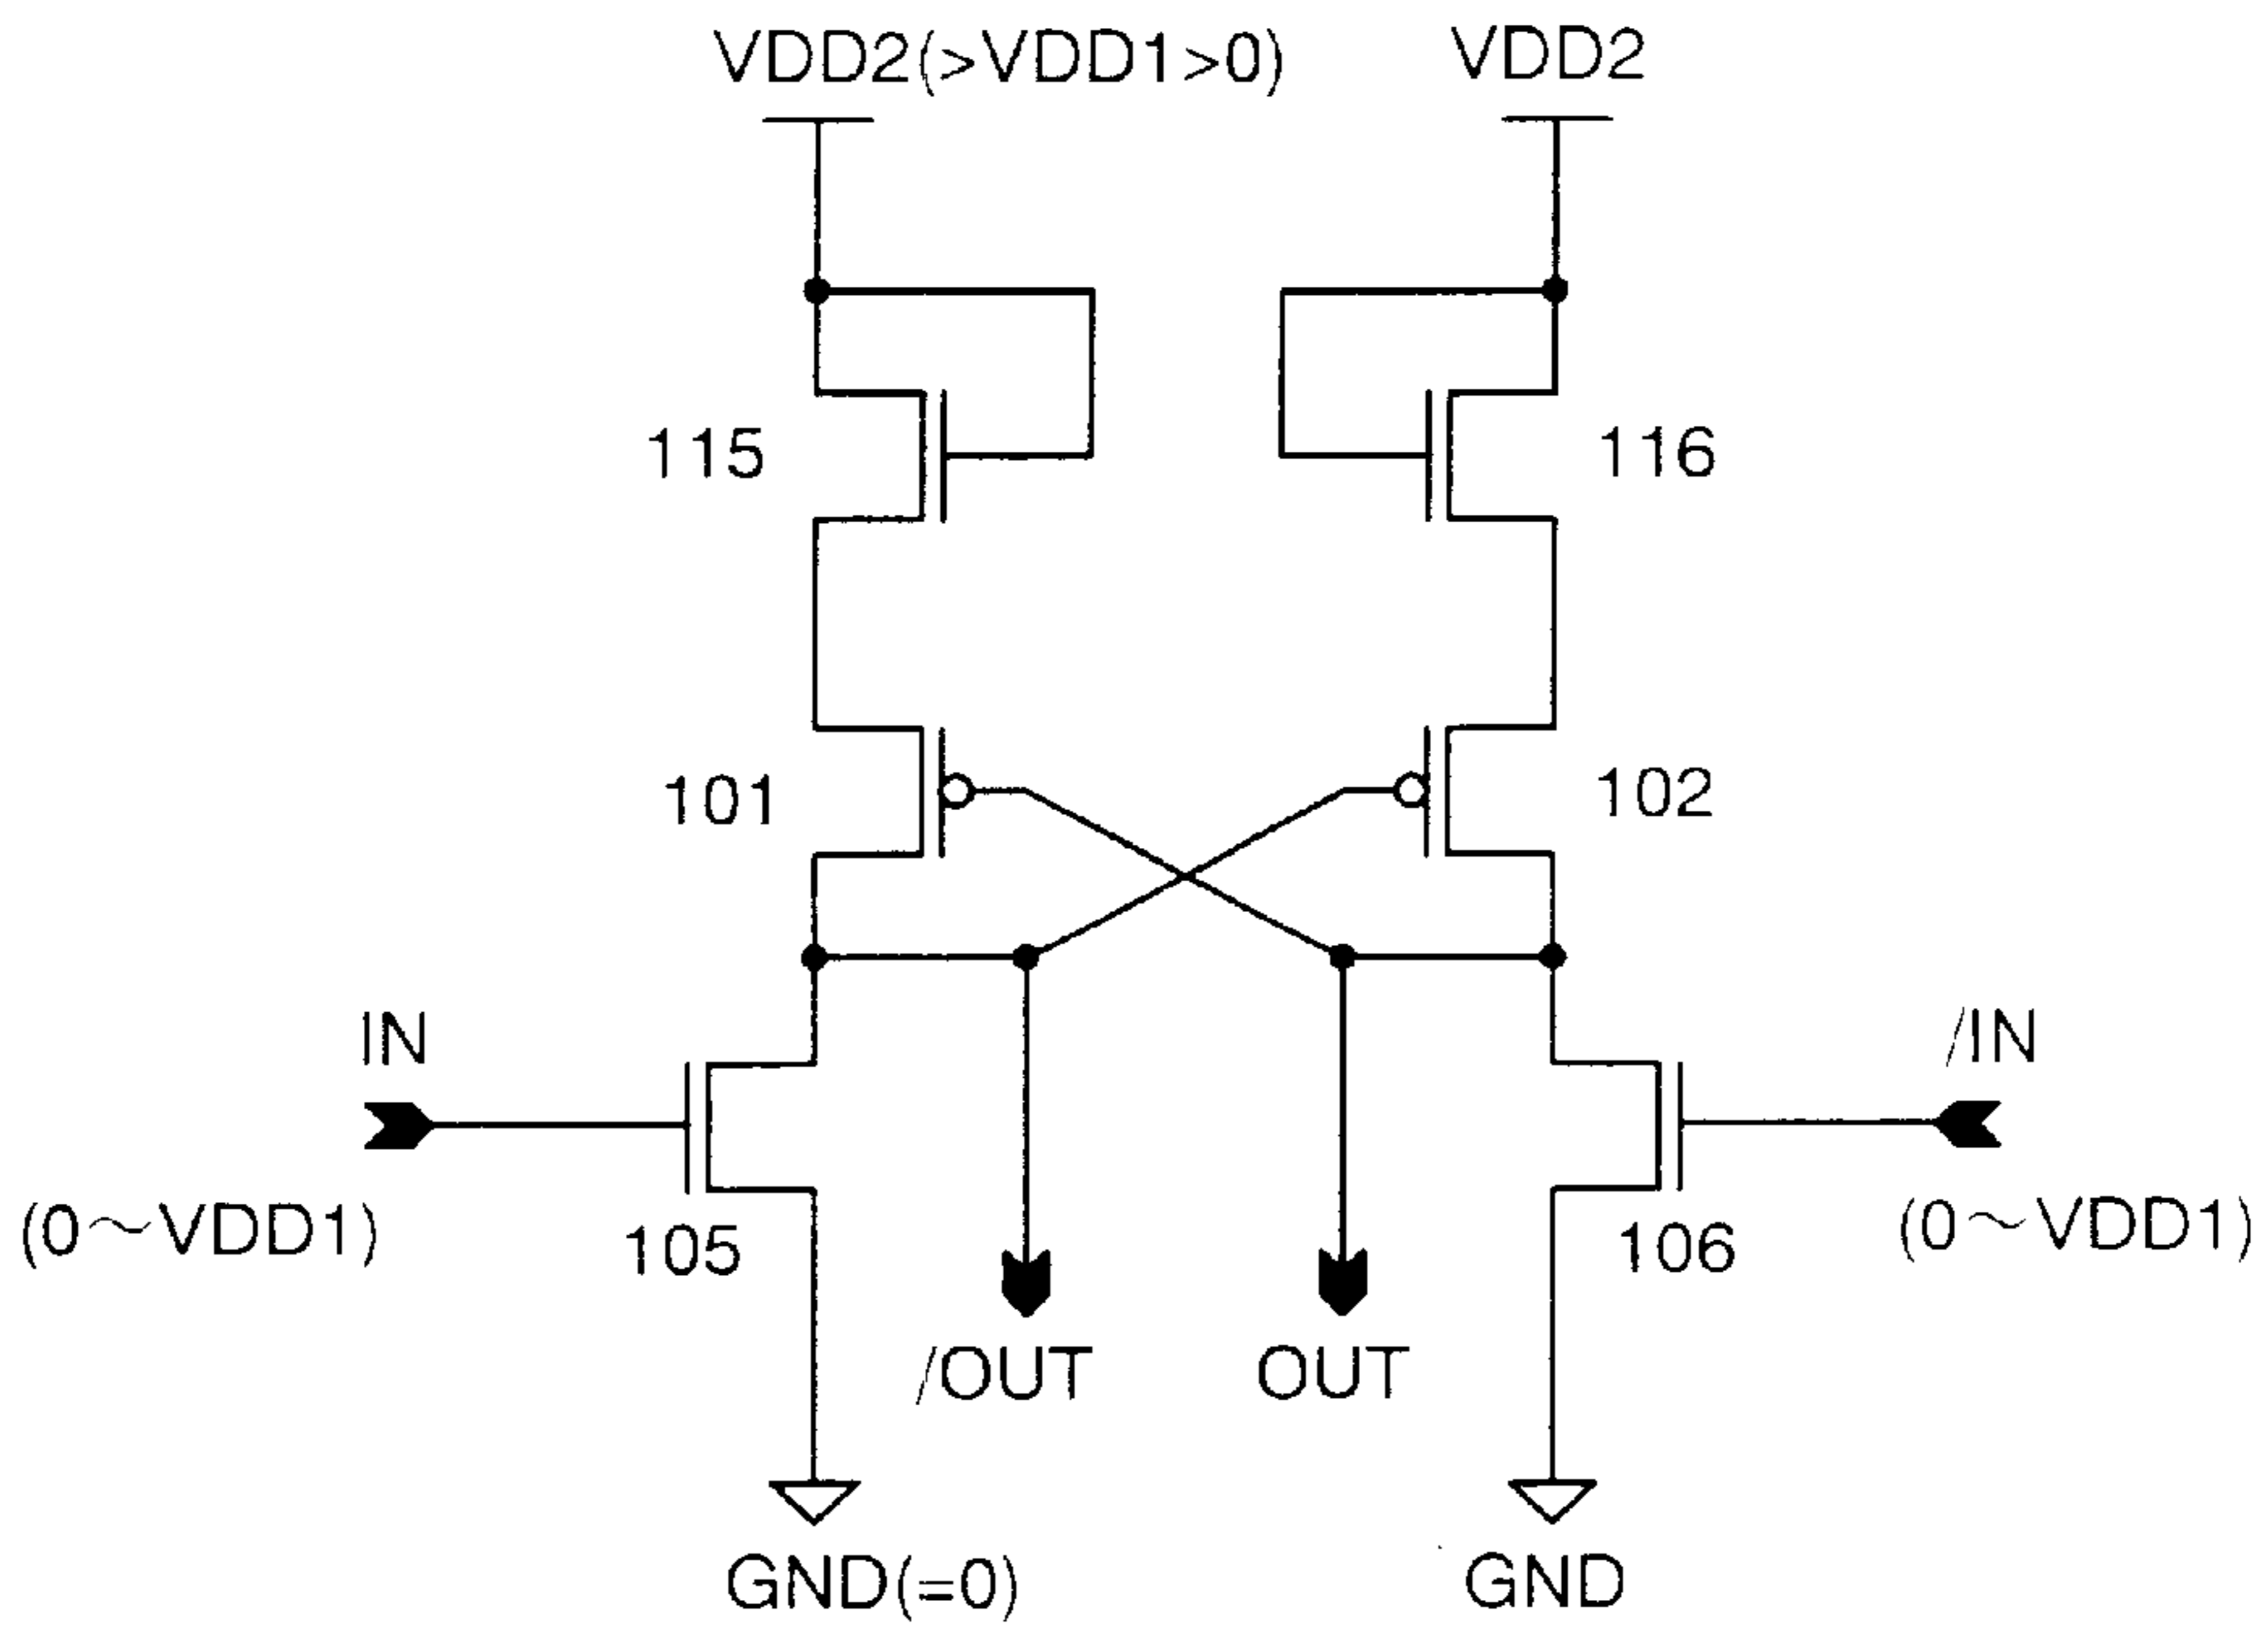 VDD2(>VDD1>0)
VDD2
115
116
101
102
IN
/IN
(0～VDD1)
105
106
(0～VDD1)
/OUT
OUT
GND(=0)
GND